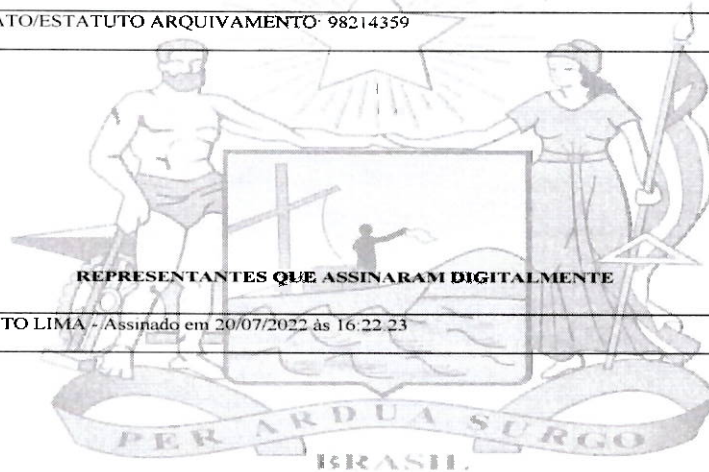 ATO/ESTATUTO ARQUIVAMENTO: 98214359
REPRESENTANTES QUE ASSINARAM DIGITALMENTE
TO LIMA - Assinado em 20/07/2022 às 16:22:23
PER ARDUA SURGO
BRASIL